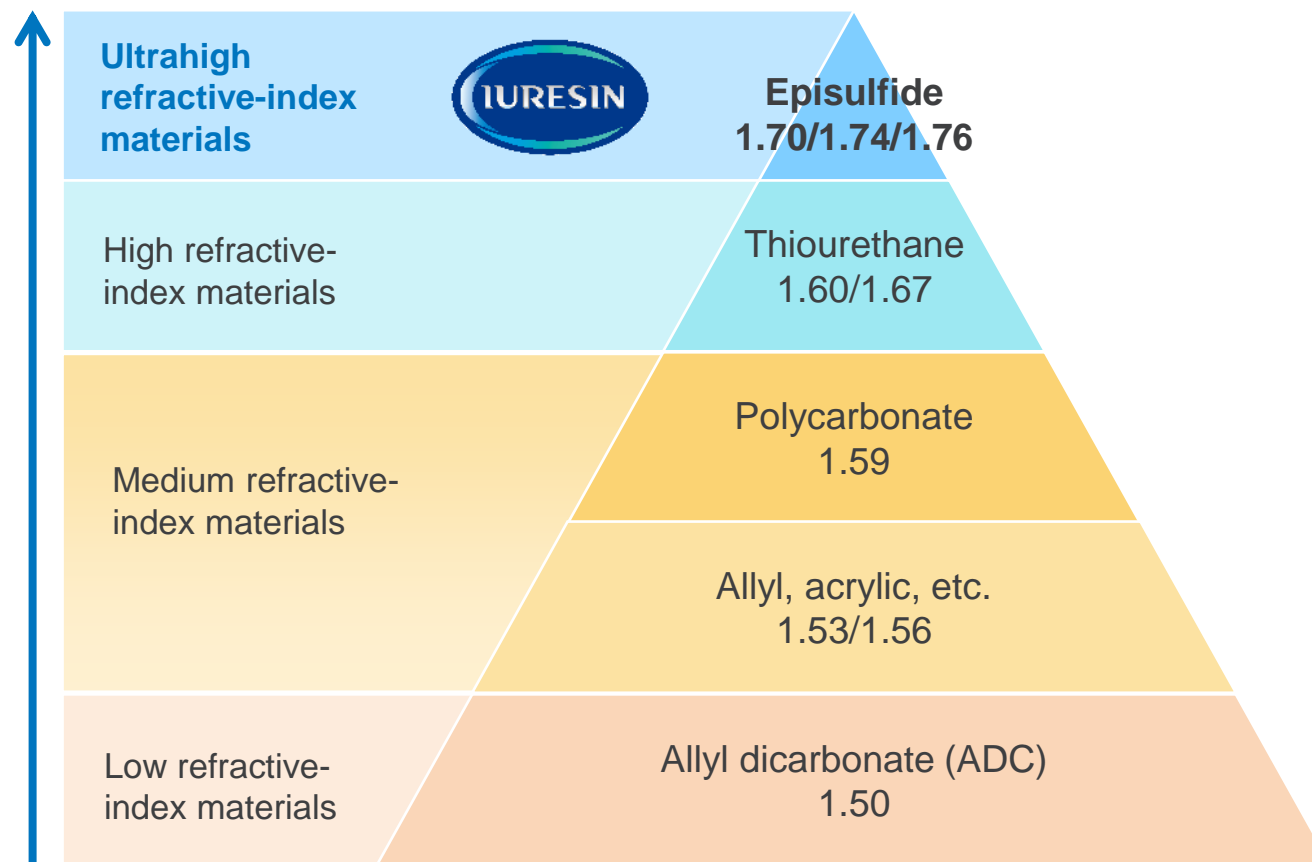 Ultrahigh
refractive-index
materials
IURESIN
Episulfide
1.70/1.74/1.76
High refractive-
index materials
Thiourethane
1.60/1.67
Medium refractive-
index materials
Polycarbonate
1.59
Allyl, acrylic, etc.
1.53/1.56
Low refractive-
index materials
Allyl dicarbonate (ADC)
1.50